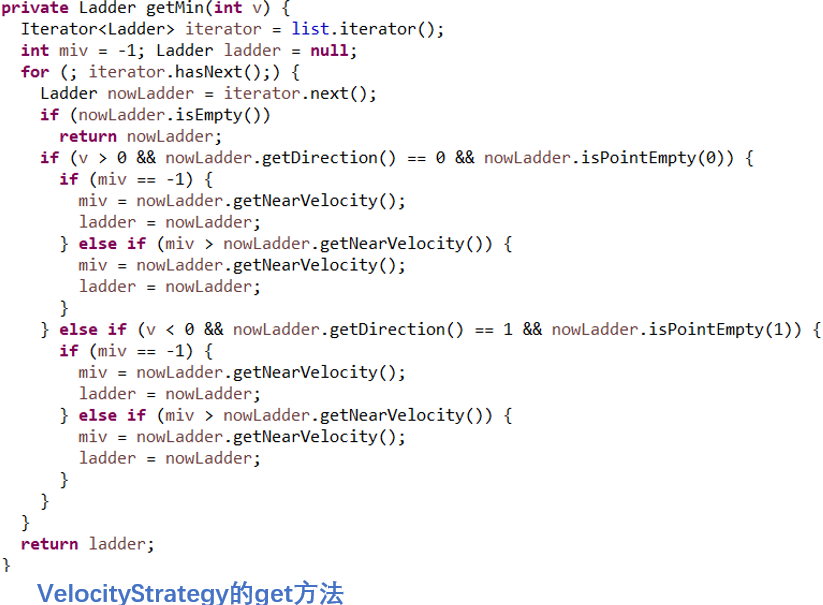 private Ladder getMin(int v) {
  Iterator<Ladder> iterator = list.iterator();
  int miv = -1; Ladder ladder = null;
  for (; iterator.hasNext();) {
    Ladder nowLadder = iterator.next();
    if (nowLadder.isEmpty())
      return nowLadder;
    if (v > 0 && nowLadder.getDirection() == 0 && nowLadder.isPointEmpty(0)) {
      if (miv == -1) {
        miv = nowLadder.getNearVelocity();
        ladder = nowLadder;
      } else if (miv > nowLadder.getNearVelocity()) {
        miv = nowLadder.getNearVelocity();
        ladder = nowLadder;
      }
    } else if (v < 0 && nowLadder.getDirection() == 1 && nowLadder.isPointEmpty(1)) {
      if (miv == -1) {
        miv = nowLadder.getNearVelocity();
        ladder = nowLadder;
      } else if (miv > nowLadder.getNearVelocity()) {
        miv = nowLadder.getNearVelocity();
        ladder = nowLadder;
      }
    }
  }
  return ladder;
}
VelocityStrategy的get方法